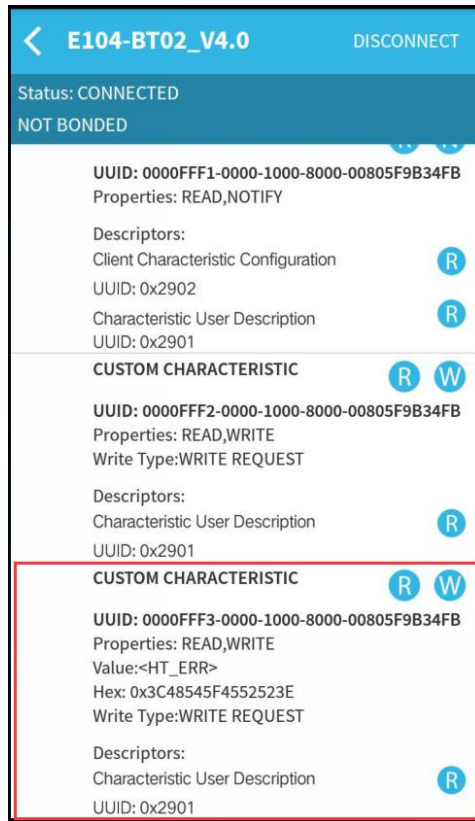 E104-BT02_V4.0 DISCONNECT
Status: CONNECTED
NOT BONDED
UUID: 0000FFF1-0000-1000-8000-00805F9B34FB
Properties: READ,NOTIFY
Descriptors:
Client Characteristic Configuration
R
UUID: 0x2902
Characteristic User Description
R
UUID: 0x2901
CUSTOM CHARACTERISTIC
R W
UUID: 0000FFF2-0000-1000-8000-00805F9B34FB
Properties: READ,WRITE
Write Type:WRITE REQUEST
Descriptors:
Characteristic User Description
R
UUID: 0x2901
CUSTOM CHARACTERISTIC
R W
UUID: 0000FFF3-0000-1000-8000-00805F9B34FB
Properties: READ,WRITE
Value:<HT_ERR>
Hex: 0x3C48545F4552523E
Write Type:WRITE REQUEST
Descriptors:
Characteristic User Description
R
UUID: 0x2901